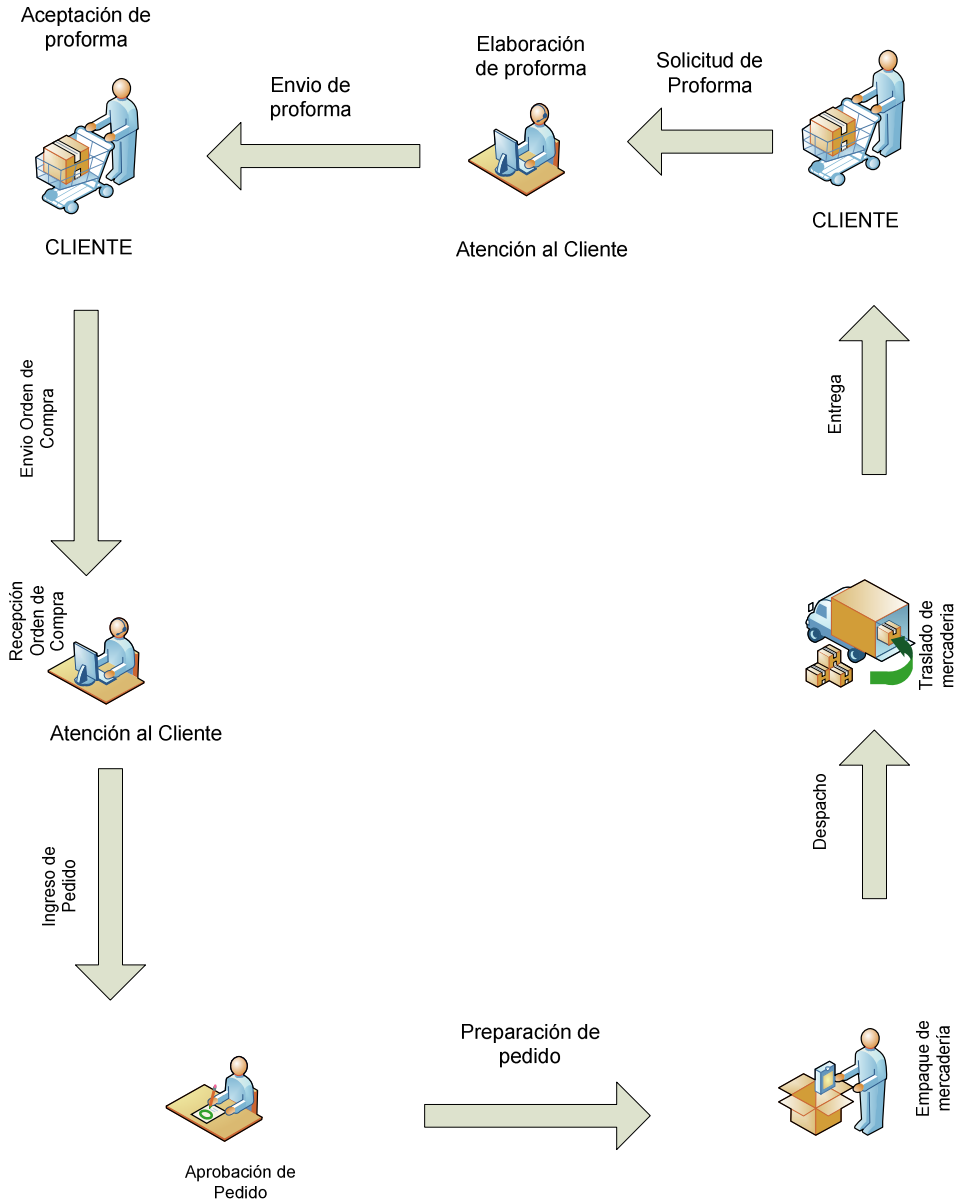 Aceptación de
proforma
Envio de
proforma
Elaboración
de proforma
Solicitud de
Proforma
CLIENTE
Atención al Cliente
CLIENTE
Envio Orden de
Compra
Entrega
Recepción
Orden de
Compra
Traslado de
mercaderia
Atención al Cliente
Despacho
Ingreso de
Pedido
Preparación de
pedido
Empaque de
mercadería
Aprobación de
Pedido